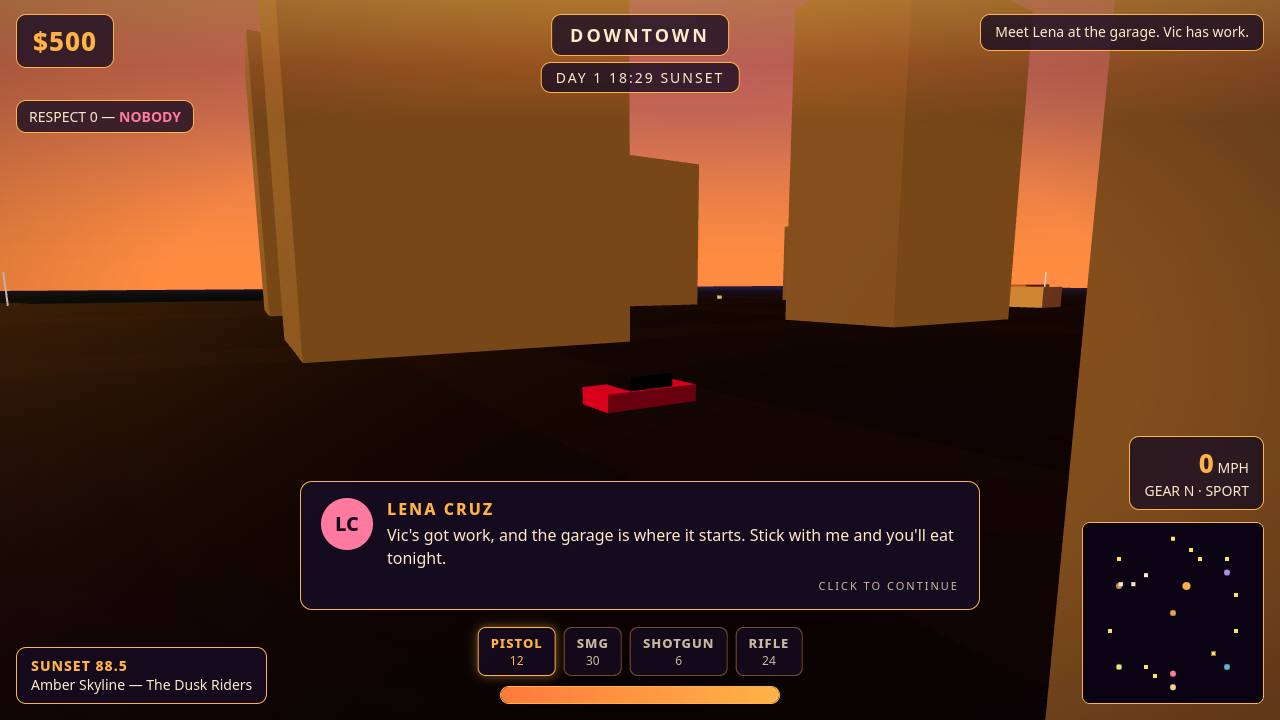 $500
DOWNTOWN
DAY 1 18:29 SUNSET
Meet Lena at the garage. Vic has work.
RESPECT 0 — NOBODY
0 MPH
GEAR N · SPORT
LC
LENA CRUZ
Vic's got work, and the garage is where it starts. Stick with me and you'll eat
tonight.
CLICK TO CONTINUE
PISTOL
12
SMG
30
SHOTGUN
6
RIFLE
24
SUNSET 88.5
Amber Skyline — The Dusk Riders